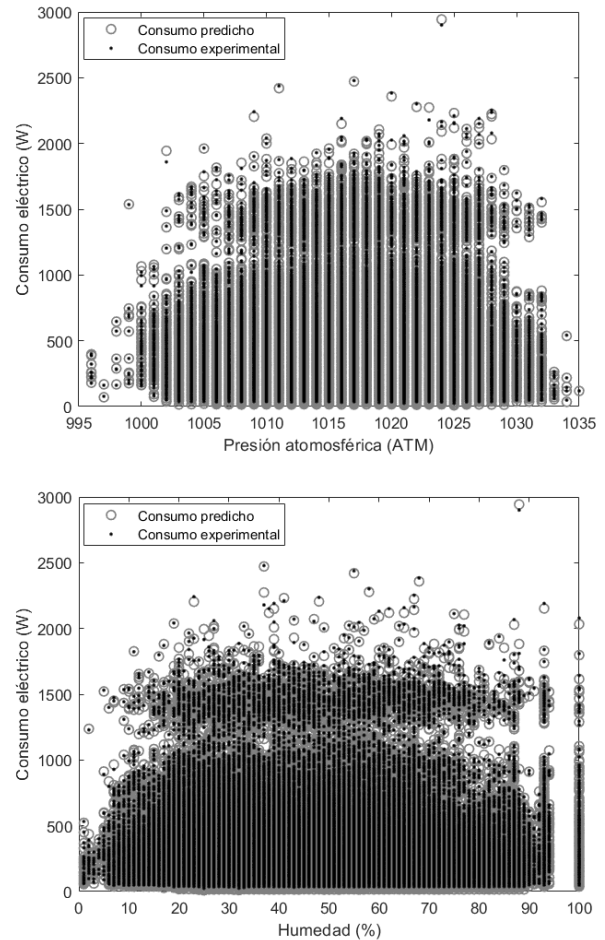 3000
2500
2000
1500
1000
500
0
Consumo eléctrico (W)
Consumo predicho
Consumo experimental
995 1000 1005 1010 1015 1020 1025 1030 1035
Presión atomosférica (ATM)
3000
2500
2000
1500
1000
500
0
Consumo eléctrico (W)
Consumo predicho
Consumo experimental
0 10 20 30 40 50 60 70 80 90 100
Humedad (%)